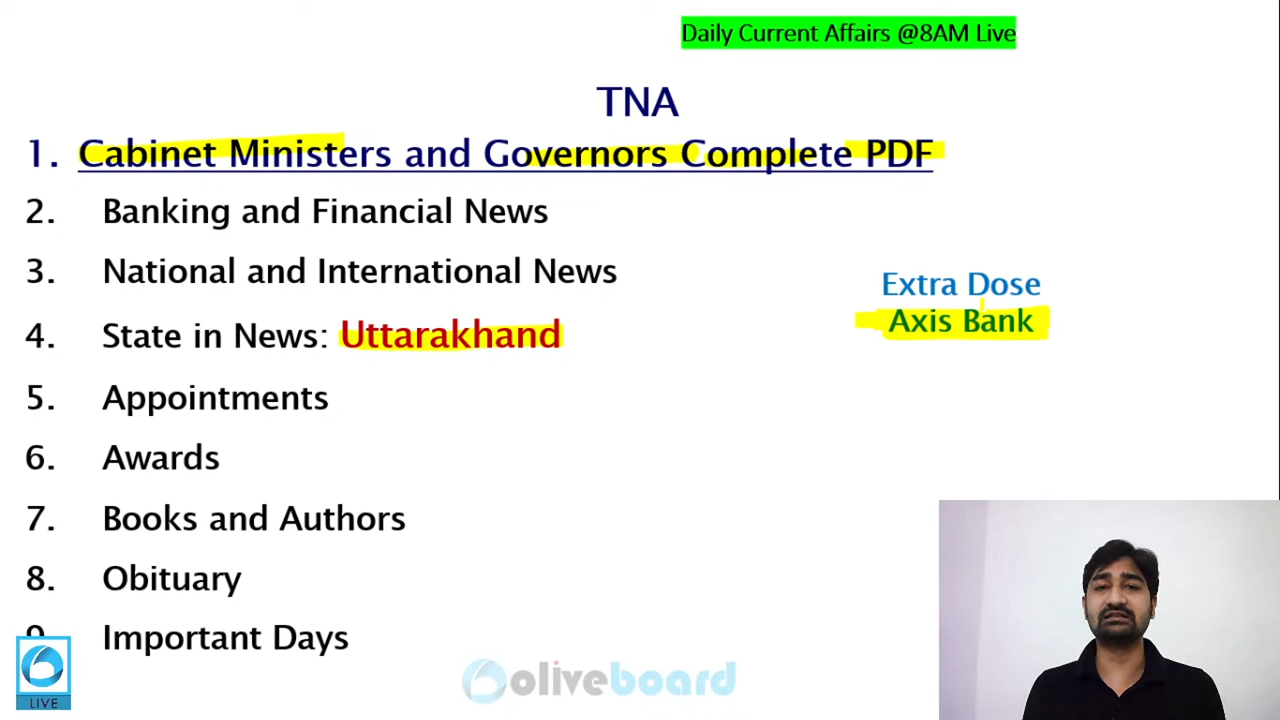 Daily Current Affairs @8AM Live
TNA
1. Cabinet Ministers and Governors Complete PDF
2. Banking and Financial News
3. National and International News
Extra Dose
Axis Bank
4. State in News: Uttarakhand
5. Appointments
6. Awards
7. Books and Authors
8. Obituary
9. Important Days
LIVE
oliveboard